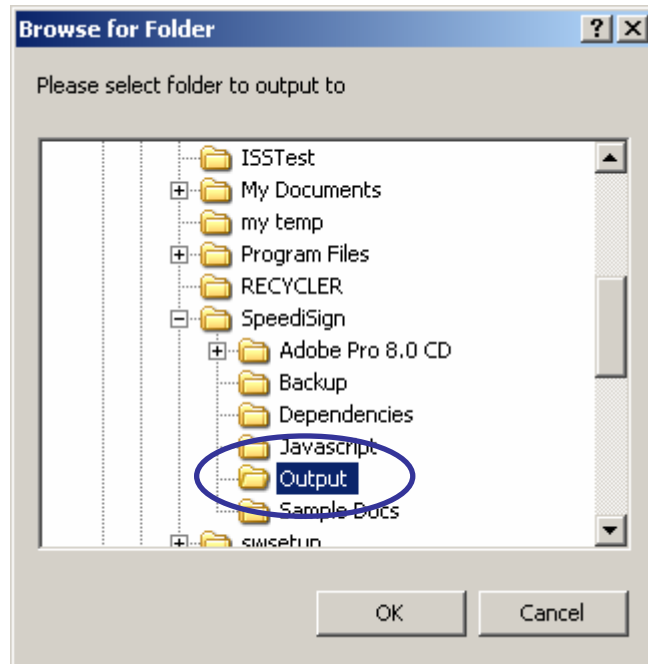 Browse for Folder
Please select folder to output to
ISSTest
My Documents
my temp
Program Files
RECYCLER
SpeediSign
Adobe Pro 8.0 CD
Backup
Dependencies
Javascript
Output
Sample Docs
swsetup
OK Cancel